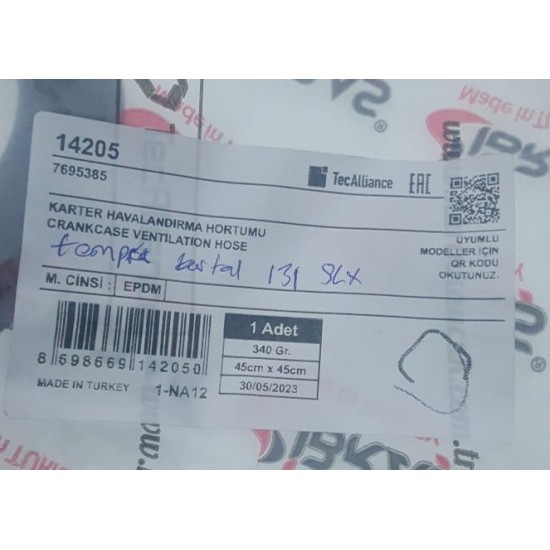 14205
7695385
TecAlliance
EAC
KARTER HAVALANDIRMA HORTUMU
CRANKCASE VENTILATION HOSE
UYUMLU
MODELLER İÇİN
QR KODU
OKUTUNUZ.
tempra kartal 131 SLX
M. CİNSİ : EPDM
1 Adet
340 Gr.
45cm x 45cm
30/05/2023
8 698669 142050
MADE IN TURKEY 1-NA12
Made in Tur